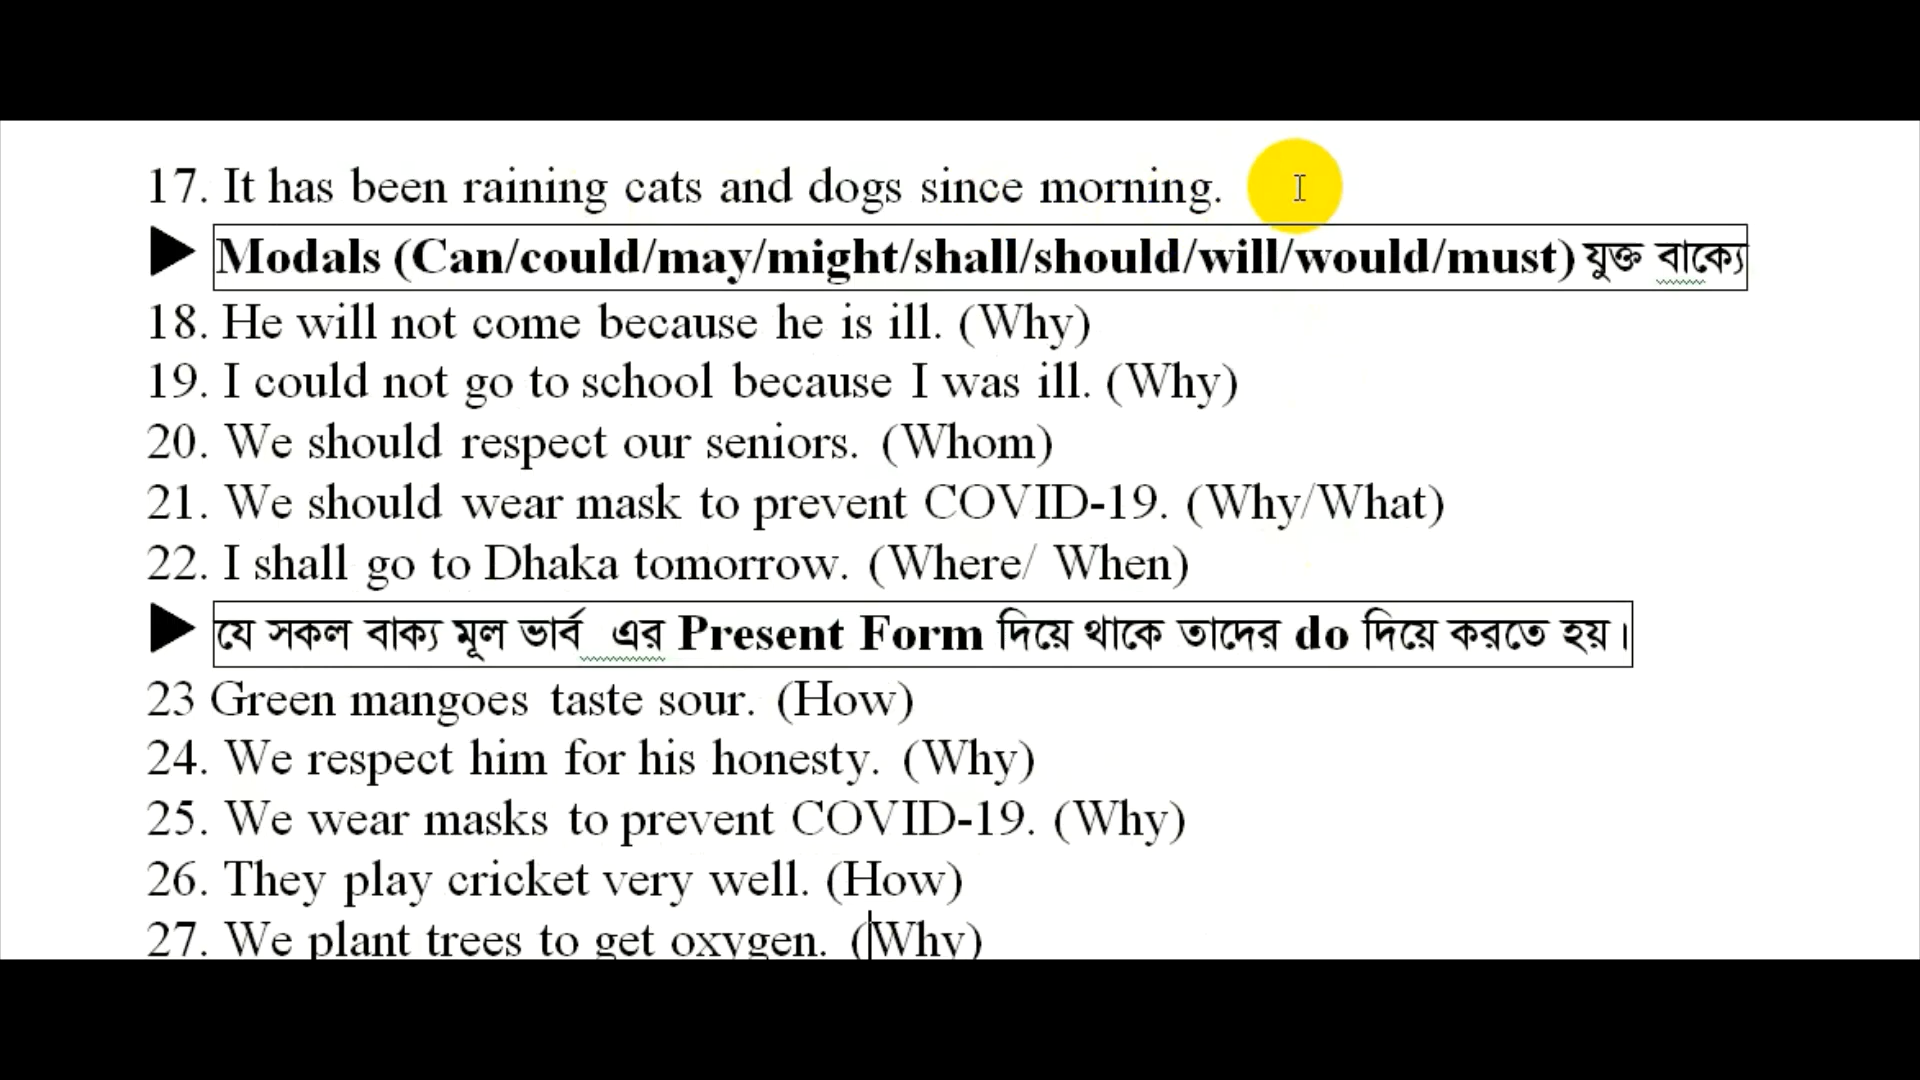 17. It has been raining cats and dogs since morning.
Modals (Can/could/may/might/shall/should/will/would/must) যুক্ত বাক্যে
18. He will not come because he is ill. (Why)
19. I could not go to school because I was ill. (Why)
20. We should respect our seniors. (Whom)
21. We should wear mask to prevent COVID-19. (Why/What)
22. I shall go to Dhaka tomorrow. (Where/ When)
যে সকল বাক্য মূল ভার্ব এর Present Form দিয়ে থাকে তাদের do দিয়ে করতে হয়।
23 Green mangoes taste sour. (How)
24. We respect him for his honesty. (Why)
25. We wear masks to prevent COVID-19. (Why)
26. They play cricket very well. (How)
27. We plant trees to get oxygen. (Why)